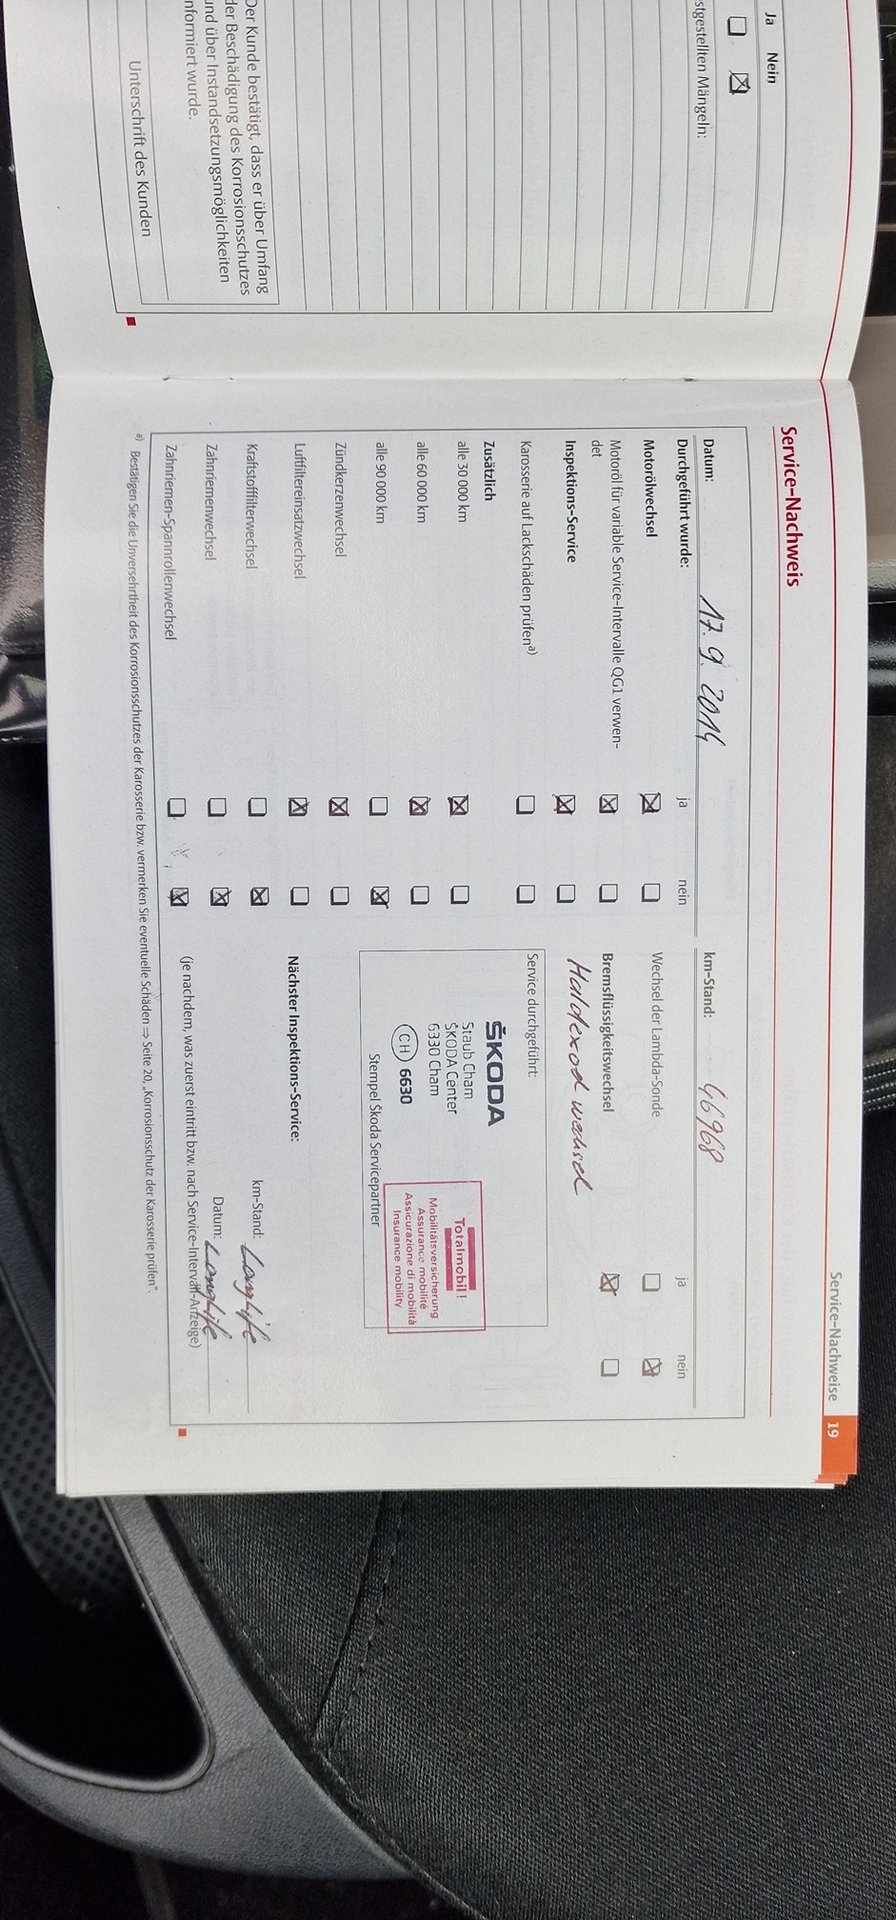 Ja Nein
☐ ☒
stgestellten Mängeln:
Der Kunde bestätigt, dass er über Umfang
der Beschädigung des Korrosionsschutzes
und über Instandsetzungsmöglichkeiten
nformiert wurde.
Unterschrift des Kunden
Service-Nachweise 19
Service-Nachweis
Datum: 17. 9. 2014 km-Stand: 46968
Durchgeführt wurde: ja nein ja nein
Motorölwechsel ☒ ☐ Wechsel der Lambda-Sonde ☐ ☒
Motoröl für variable Service-Intervalle QG1 verwen-
det ☒ ☐ Bremsflüssigkeitswechsel ☒ ☐
Inspektions-Service ☒ ☐ Haldexoel wechsel
Karosserie auf Lackschäden prüfen a) ☐ ☐ Service durchgeführt:
Zusätzlich
alle 30 000 km ☒ ☐
alle 60 000 km ☒ ☐
alle 90 000 km ☐ ☒
Zündkerzenwechsel ☒ ☐
Luftfiltereinsatzwechsel ☒ ☐
Kraftstofffilterwechsel ☐ ☒
Zahnriemenwechsel ☐ ☒
Zahnriemen-Spannrollenwechsel ☐ ☒
ŠKODA
Staub Cham
ŠKODA Center
6330 Cham
CH 6630
Totalmobil!
Mobilitätsversicherung
Assurance mobilité
Assicurazione di mobilità
Insurance mobility
Stempel Škoda Servicepartner
Nächster Inspektions-Service:
km-Stand: Longlife
Datum: Longlife
(je nachdem, was zuerst eintritt bzw. nach Service-Intervall-Anzeige)
a) Bestätigen Sie die Unversehrtheit des Korrosionsschutzes der Karosserie bzw. vermerken Sie eventuelle Schäden ⇒ Seite 20, „Korrosionsschutz der Karosserie prüfen“.